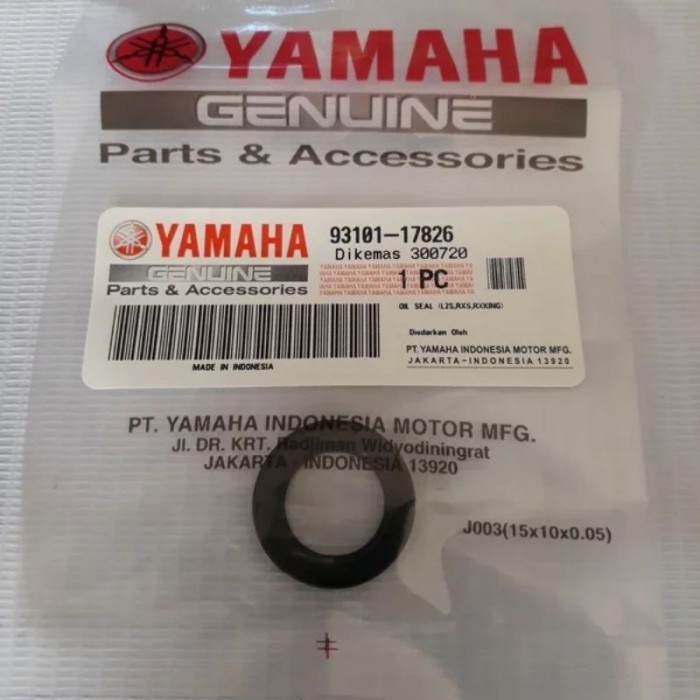 YAMAHA
GENUINE
Parts & Accessories
YAMAHA
GENUINE
Parts & Accessories
93101-17826
Dikemas 300720
1 PC
OIL SEAL (L2S,RXS,RXKING)
Diedarkan Oleh
PT. YAMAHA INDONESIA MOTOR MFG.
JAKARTA-INDONESIA 13920
MADE IN INDONESIA
PT. YAMAHA INDONESIA MOTOR MFG.
Jl. DR. KRT. Radjiman Widyodiningrat
JAKARTA - INDONESIA 13920
J003(15x10x0.05)